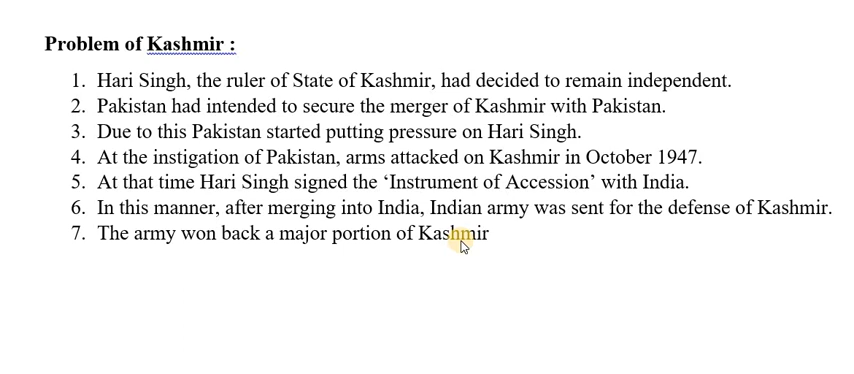 Problem of Kashmir :
1. Hari Singh, the ruler of State of Kashmir, had decided to remain independent.
2. Pakistan had intended to secure the merger of Kashmir with Pakistan.
3. Due to this Pakistan started putting pressure on Hari Singh.
4. At the instigation of Pakistan, arms attacked on Kashmir in October 1947.
5. At that time Hari Singh signed the ‘Instrument of Accession’ with India.
6. In this manner, after merging into India, Indian army was sent for the defense of Kashmir.
7. The army won back a major portion of Kashmir